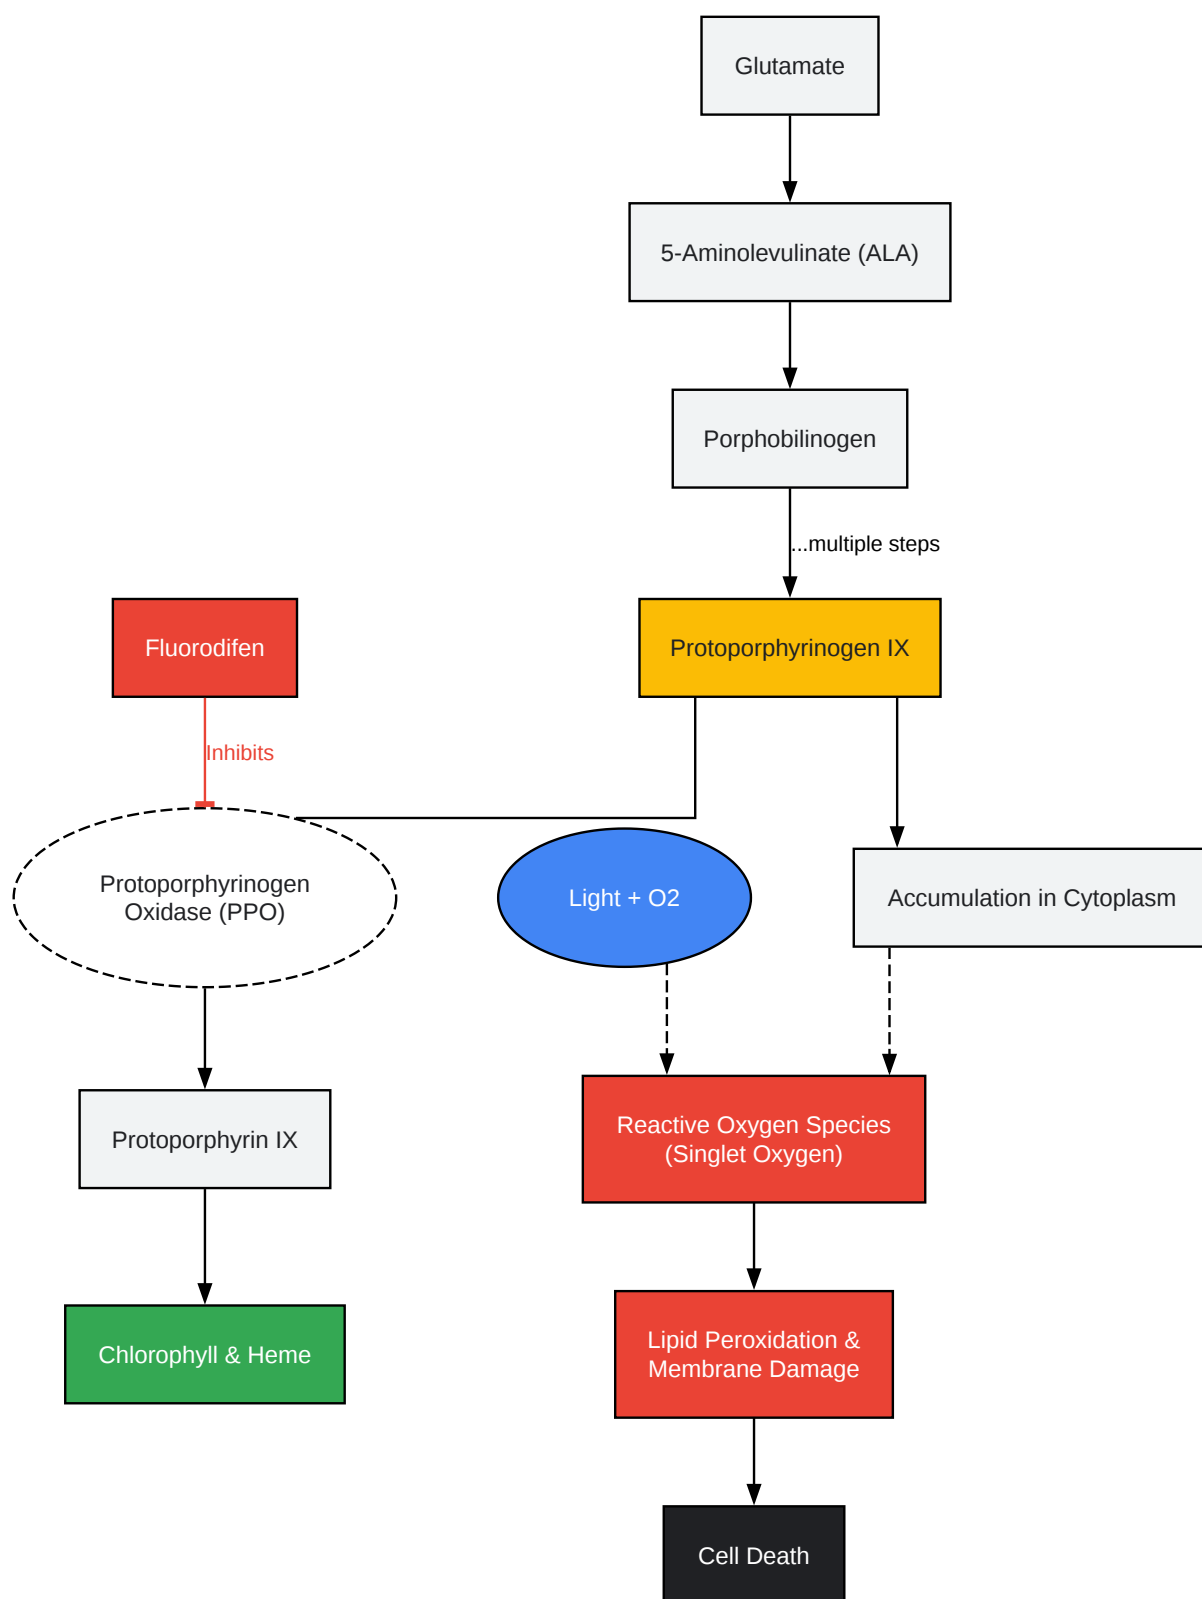 Glutamate
5-Aminolevulinate (ALA)
Porphobilinogen
...multiple steps
Fluorodifen
Protoporphyrinogen IX
Inhibits
Protoporphyrinogen
Oxidase (PPO)
Light + O2
Accumulation in Cytoplasm
Protoporphyrin IX
Reactive Oxygen Species
(Singlet Oxygen)
Chlorophyll & Heme
Lipid Peroxidation &
Membrane Damage
Cell Death